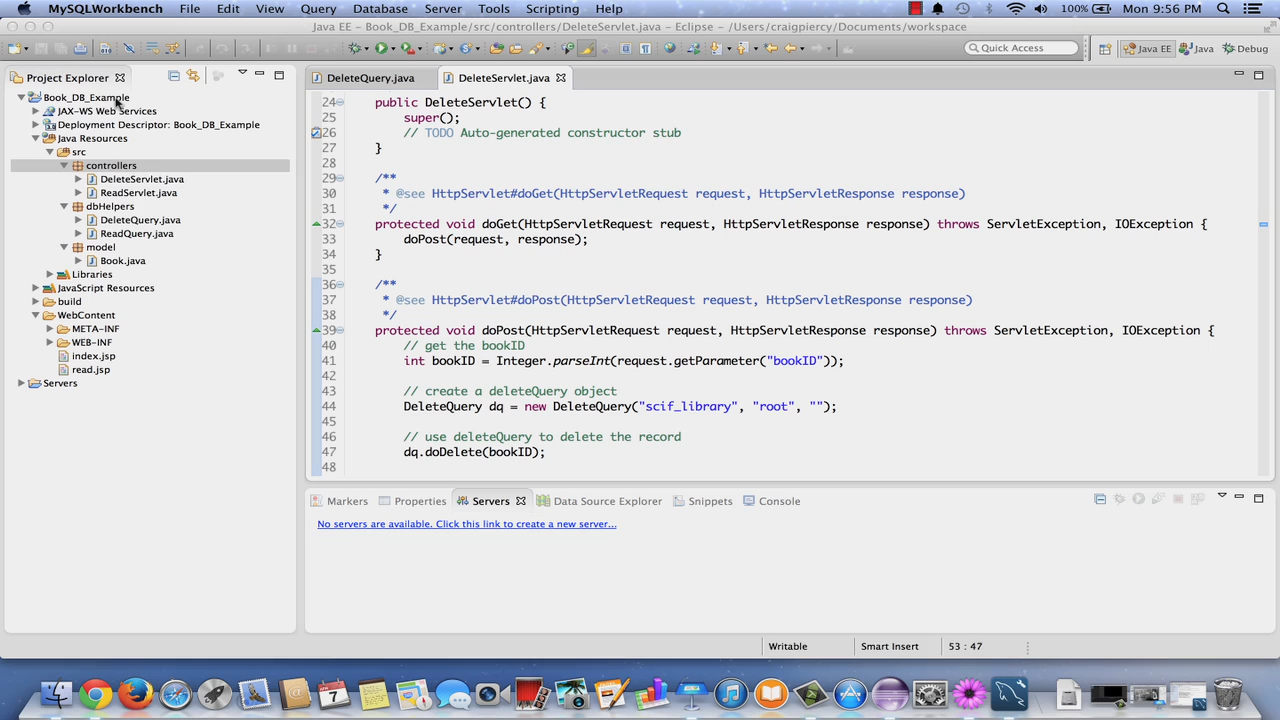 MySQLWorkbench File Edit View Query Database Server Tools Scripting Help 100% Mon 9:56 PM
Java EE - Book_DB_Example/src/controllers/DeleteServlet.java - Eclipse - /Users/craigpiercy/Documents/workspace
Quick Access Java EE Java Debug
Project Explorer
Book_DB_Example
JAX-WS Web Services
Deployment Descriptor: Book_DB_Example
Java Resources
src
controllers
DeleteServlet.java
ReadServlet.java
dbHelpers
DeleteQuery.java
ReadQuery.java
model
Book.java
Libraries
JavaScript Resources
build
WebContent
META-INF
WEB-INF
index.jsp
read.jsp
Servers
DeleteQuery.java DeleteServlet.java
24 public DeleteServlet() {
25 super();
26 // TODO Auto-generated constructor stub
27 }
28
29 /**
30 * @see HttpServlet#doGet(HttpServletRequest request, HttpServletResponse response)
31 */
32 protected void doGet(HttpServletRequest request, HttpServletResponse response) throws ServletException, IOException {
33 doPost(request, response);
34 }
35
36 /**
37 * @see HttpServlet#doPost(HttpServletRequest request, HttpServletResponse response)
38 */
39 protected void doPost(HttpServletRequest request, HttpServletResponse response) throws ServletException, IOException {
40 // get the bookID
41 int bookID = Integer.parseInt(request.getParameter("bookID"));
42
43 // create a deleteQuery object
44 DeleteQuery dq = new DeleteQuery("scif_library", "root", "");
45
46 // use deleteQuery to delete the record
47 dq.doDelete(bookID);
48
Markers Properties Servers Data Source Explorer Snippets Console
No servers are available. Click this link to create a new server...
Writable Smart Insert 53 : 47
7